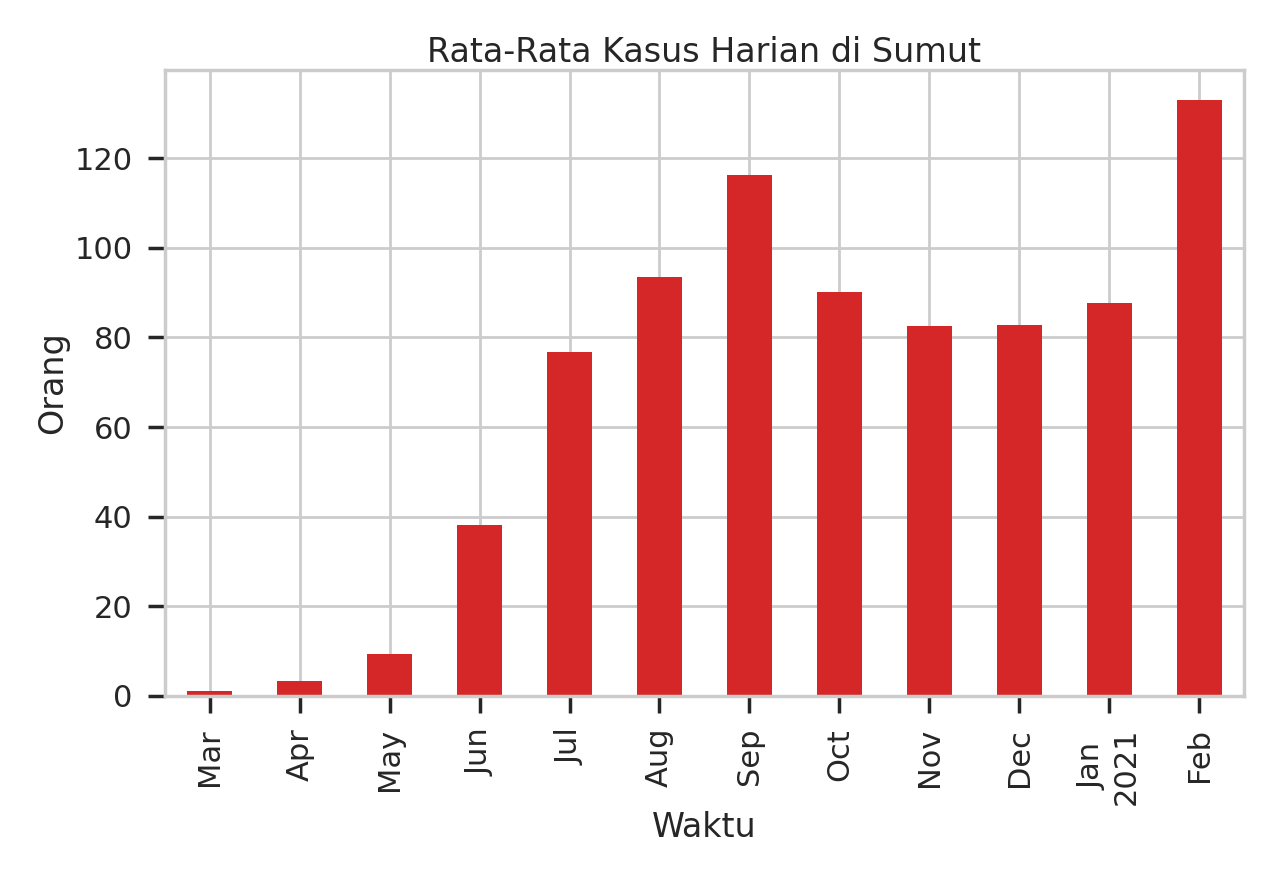 Rata-Rata Kasus Harian di Sumut
Orang
120
100
80
60
40
20
0
Mar
Apr
May
Jun
Jul
Aug
Sep
Oct
Nov
Dec
Jan
2021
Feb
Waktu